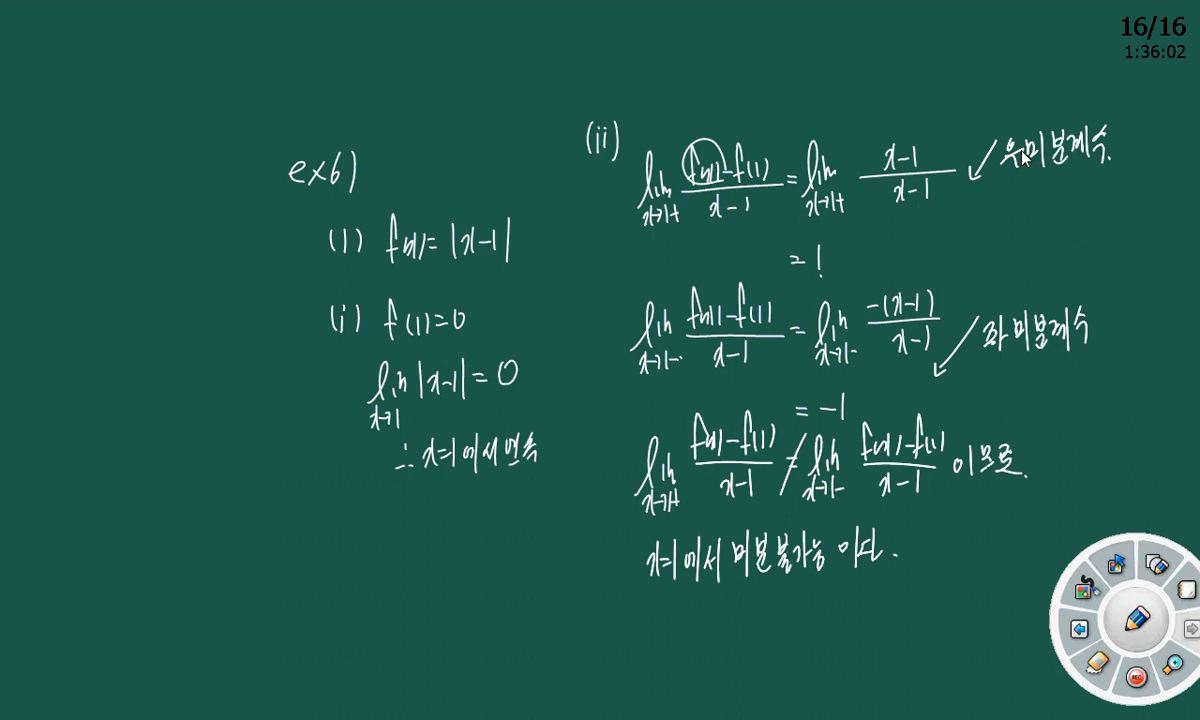 16/16
1:36:02
ex6)
(1) f(x)=|x-1|
(i) f(1)=0
lim x→1 |x-1|=0
∴ x=1에서 연속
(ii)
lim x→1+ f(x)-f(1)/x-1 = lim x→1+ x-1/x-1 우미분계수.
= 1
lim x→1- f(x)-f(1)/x-1 = lim x→1- -(x-1)/x-1 좌미분계수
= -1
lim x→1+ f(x)-f(1)/x-1 ≠ lim x→1- f(x)-f(1)/x-1 이므로.
x=1에서 미분불가능이다.
REC